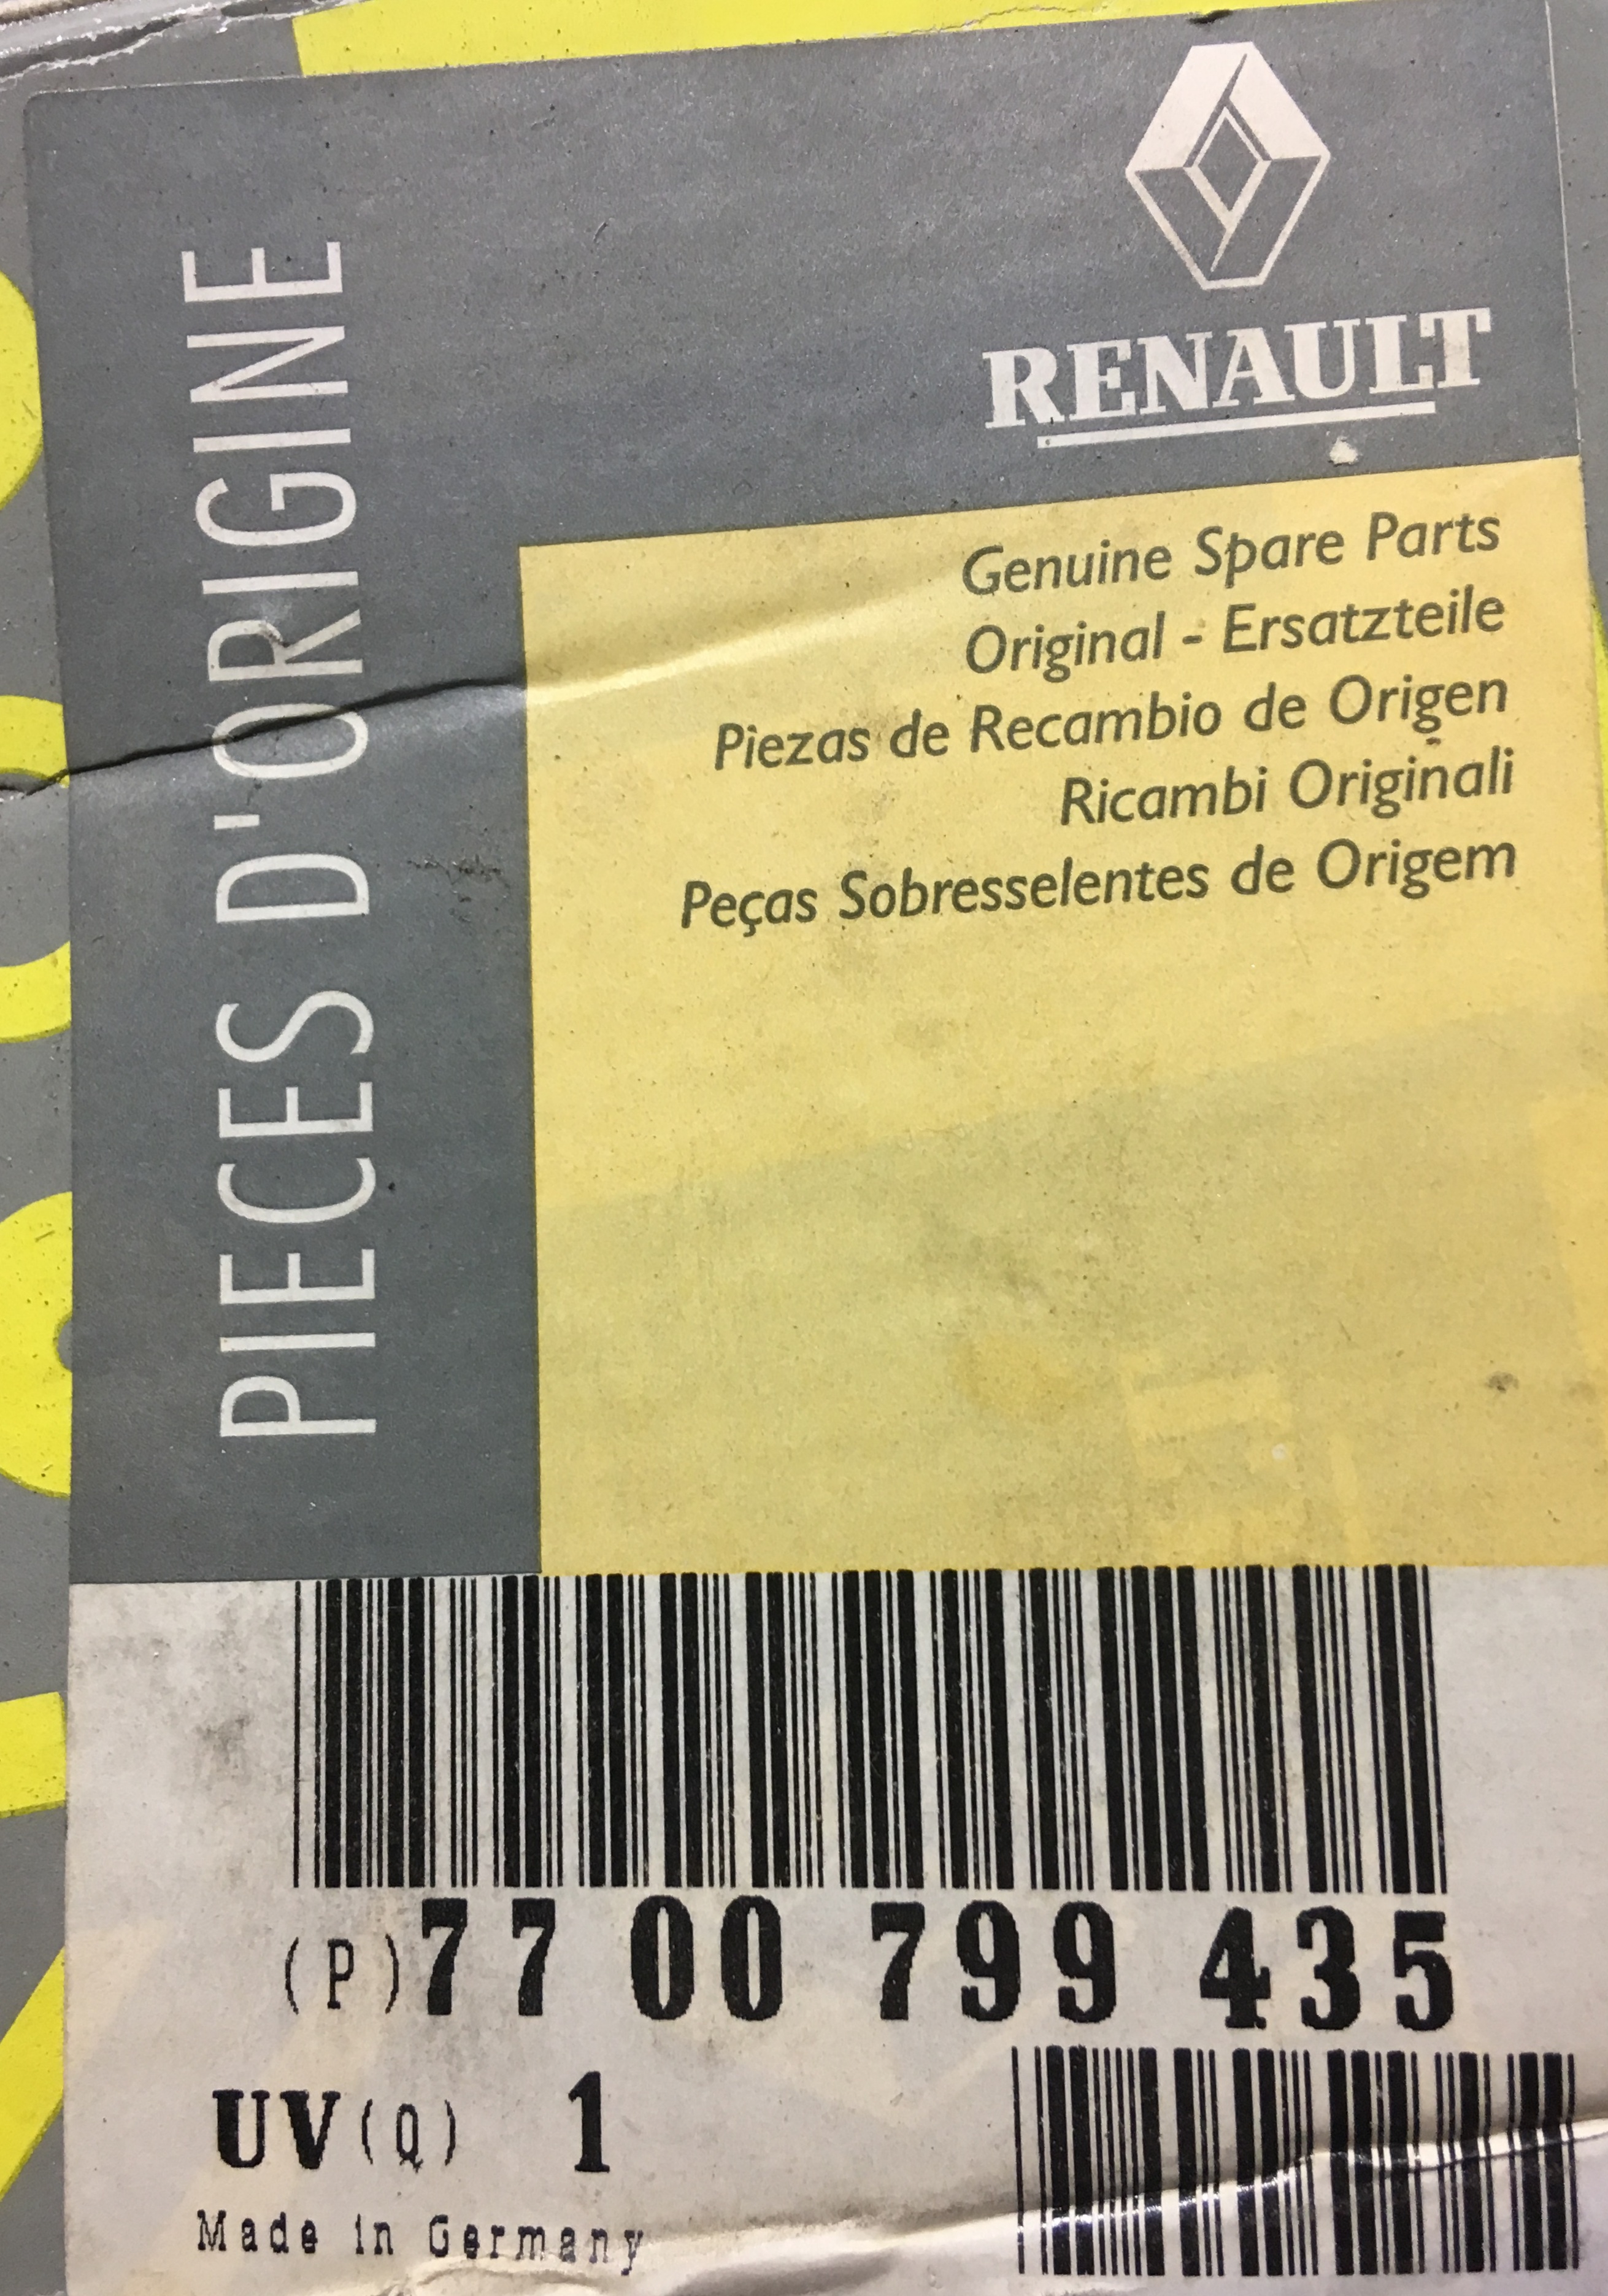 PIECES D'ORIGINE
RENAULT
Genuine Spare Parts
Original - Ersatzteile
Piezas de Recambio de Origen
Ricambi Originali
Peças Sobresselentes de Origem
(P)77 00 799 435
UV(Q) 1
Made in Germany